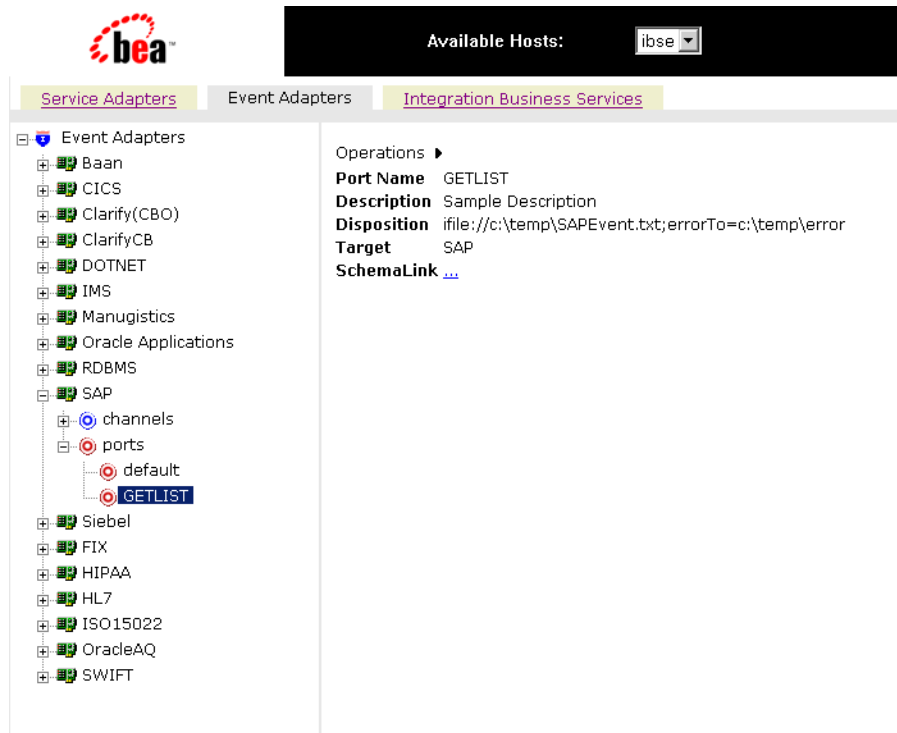 bea™
Available Hosts: ibse
Service Adapters Event Adapters Integration Business Services
Event Adapters
Baan
CICS
Clarify(CBO)
ClarifyCB
DOTNET
IMS
Manugistics
Oracle Applications
RDBMS
SAP
channels
ports
default
GETLIST
Siebel
FIX
HIPAA
HL7
ISO15022
OracleAQ
SWIFT
Operations
Port Name GETLIST
Description Sample Description
Disposition ifile://c:\temp\SAPEvent.txt;errorTo=c:\temp\error
Target SAP
SchemaLink ...